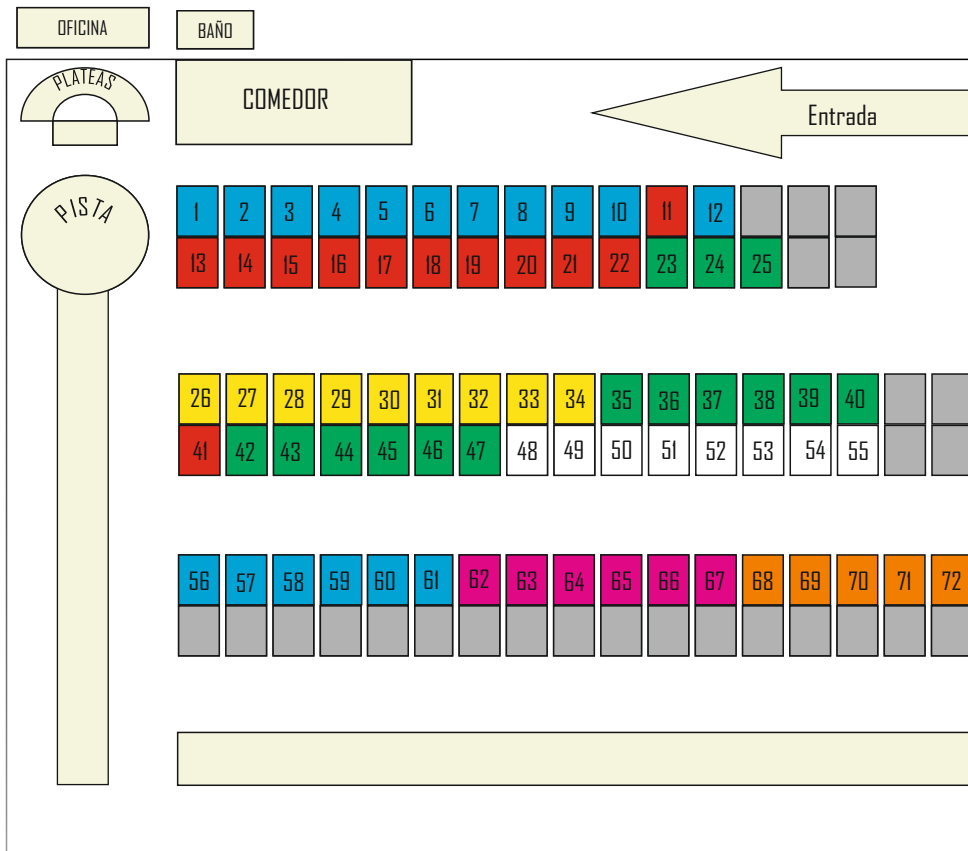 OFICINA
BAÑO
PLATEAS
COMEDOR
Entrada
PISTA
1 2 3 4 5 6 7 8 9 10 11 12
13 14 15 16 17 18 19 20 21 22 23 24 25
26 27 28 29 30 31 32 33 34 35 36 37 38 39 40
41 42 43 44 45 46 47 48 49 50 51 52 53 54 55
56 57 58 59 60 61 62 63 64 65 66 67 68 69 70 71 72